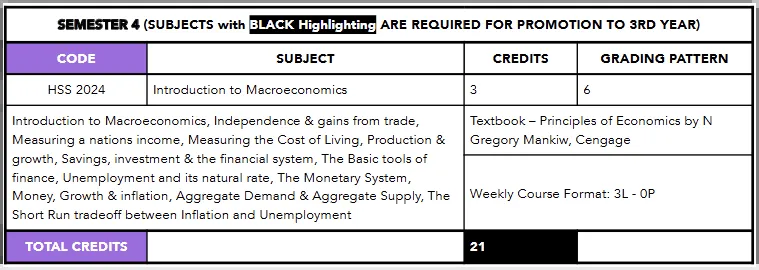 SEMESTER 4 (SUBJECTS with BLACK Highlighting ARE REQUIRED FOR PROMOTION TO 3RD YEAR)
CODE SUBJECT CREDITS GRADING PATTERN
HSS 2024 Introduction to Macroeconomics 3 6
Introduction to Macroeconomics, Independence & gains from trade,
Measuring a nations income, Measuring the Cost of Living, Production &
growth, Savings, investment & the financial system, The Basic tools of
finance, Unemployment and its natural rate, The Monetary System,
Money, Growth & inflation, Aggregate Demand & Aggregate Supply, The
Short Run tradeoff between Inflation and Unemployment
Textbook – Principles of Economics by N
Gregory Mankiw, Cengage
Weekly Course Format: 3L - 0P
TOTAL CREDITS 21